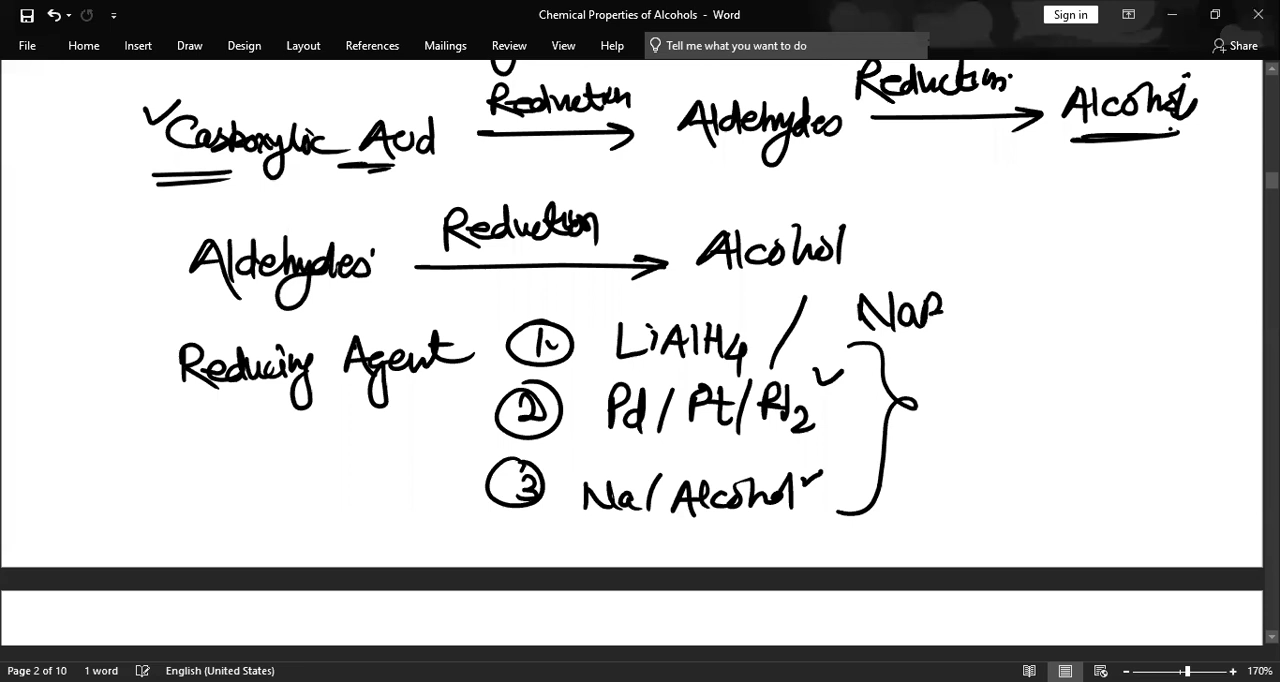 Chemical Properties of Alcohols - Word
Sign in
File Home Insert Draw Design Layout References Mailings Review View Help Tell me what you want to do Share
Reduction Reduction
Carboxylic Acid Aldehydes Alcohol
Reduction
Aldehydes Alcohol
Reducing Agent 1. LiAlH4 /
2 Pd/Pt/H2
3 Na/Alcohol
Page 2 of 10 1 word English (United States) 170%